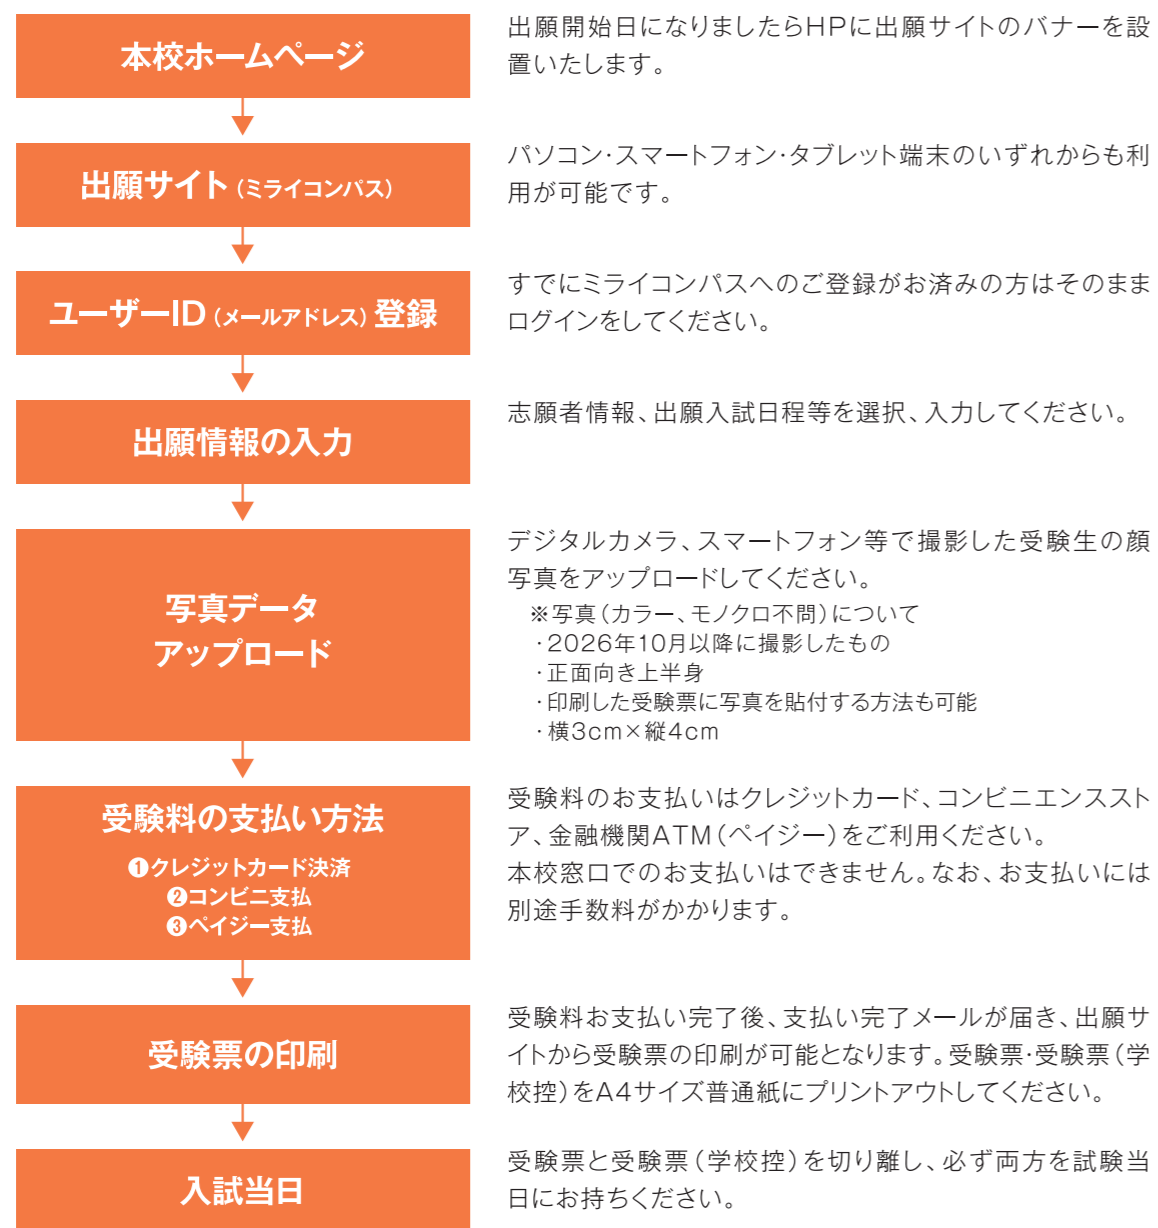 本校ホームページ
出願開始日になりましたらHPに出願サイトのバナーを設
置いたします。
出願サイト（ミライコンパス）
パソコン・スマートフォン・タブレット端末のいずれからも利
用が可能です。
ユーザーID（メールアドレス）登録
すでにミライコンパスへのご登録がお済みの方はそのまま
ログインをしてください。
出願情報の入力
志願者情報、出願入試日程等を選択、入力してください。
写真データ
アップロード
デジタルカメラ、スマートフォン等で撮影した受験生の顔
写真をアップロードしてください。
※写真（カラー、モノクロ不問）について
・2026年10月以降に撮影したもの
・正面向き上半身
・印刷した受験票に写真を貼付する方法も可能
・横3cm×縦4cm
受験料の支払い方法
❶クレジットカード決済
❷コンビニ支払
❸ペイジー支払
受験料のお支払いはクレジットカード、コンビニエンススト
ア、金融機関ATM（ペイジー）をご利用ください。
本校窓口でのお支払いはできません。なお、お支払いには
別途手数料がかかります。
受験票の印刷
受験料お支払い完了後、支払い完了メールが届き、出願サ
イトから受験票の印刷が可能となります。受験票・受験票（学
校控）をA4サイズ普通紙にプリントアウトしてください。
入試当日
受験票と受験票（学校控）を切り離し、必ず両方を試験当
日にお持ちください。